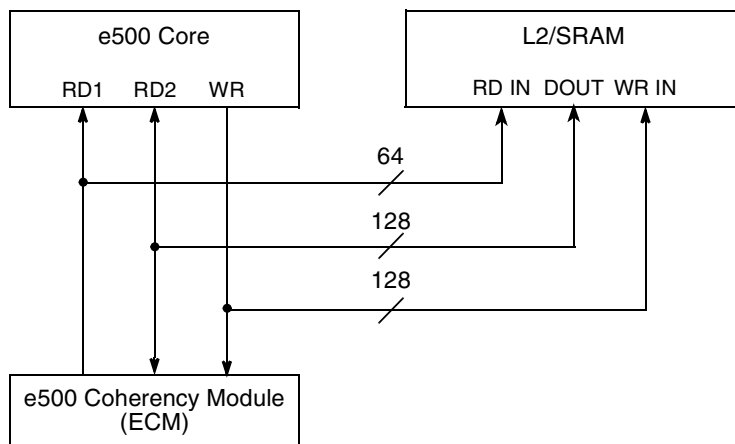 e500 Core
L2/SRAM
RD1 RD2 WR
RD IN DOUT WR IN
64
128
128
e500 Coherency Module
(ECM)